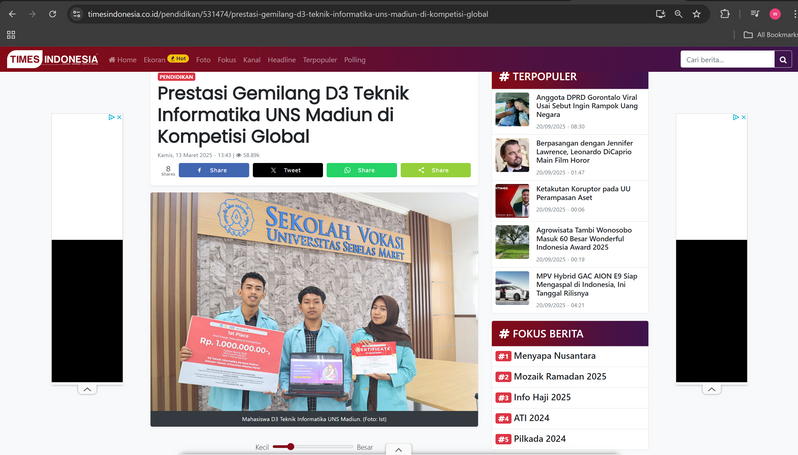 timesindonesia.co.id/pendidikan/531474/prestasi-gemilang-d3-teknik-informatika-uns-madiun-di-kompetisi-global
All Bookmarks
TIMES INDONESIA
Home
Ekoran
Hot
Foto
Fokus
Kanal
Headline
Terpopuler
Polling
Cari berita...
PENDIDIKAN
Prestasi Gemilang D3 Teknik
Informatika UNS Madiun di
Kompetisi Global
Kamis, 13 Maret 2025 - 13:43 | 58.89k
8
Shares
Share
Tweet
Share
Share
SEKOLAH VOKASI
UNIVERSITAS SEBELAS MARET
1st Place
Rp. 1.000.000.00-,
CERTIFICATE
Mahasiswa D3 Teknik Informatika UNS Madiun. (Foto: Ist)
Kecil
Besar
# TERPOPULER
Anggota DPRD Gorontalo Viral
Usai Sebut Ingin Rampok Uang
Negara
20/09/2025 - 08:30
Berpasangan dengan Jennifer
Lawrence, Leonardo DiCaprio
Main Film Horor
20/09/2025 - 01:47
Ketakutan Koruptor pada UU
Perampasan Aset
20/09/2025 - 00:06
Agrowisata Tambi Wonosobo
Masuk 60 Besar Wonderful
Indonesia Award 2025
20/09/2025 - 00:19
MPV Hybrid GAC AION E9 Siap
Mengaspal di Indonesia, Ini
Tanggal Rilisnya
20/09/2025 - 04:21
# FOKUS BERITA
#1 Menyapa Nusantara
#2 Mozaik Ramadan 2025
#3 Info Haji 2025
#4 ATI 2024
#5 Pilkada 2024